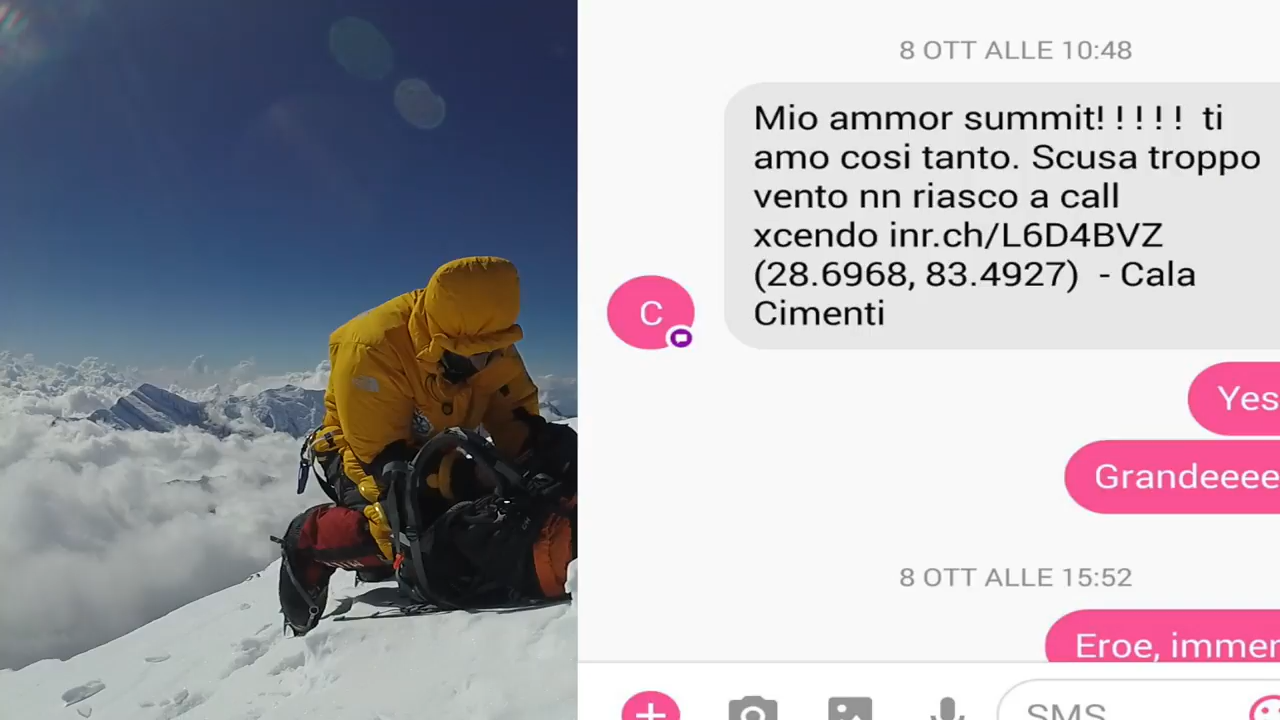 8 OTT ALLE 10:48
Mio ammor summit! ! ! ! ! ti
amo cosi tanto. Scusa troppo
vento nn riasco a call
xcendo inr.ch/L6D4BVZ
(28.6968, 83.4927) - Cala
Cimenti
C
Yes
Grandeeee
8 OTT ALLE 15:52
Eroe, immer
SMS